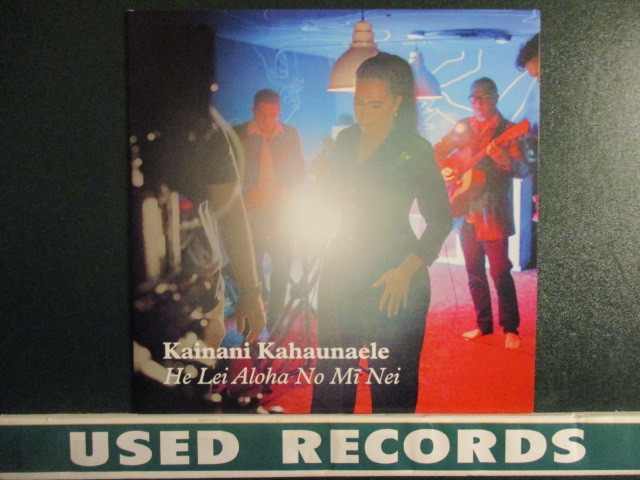 Kainani Kahaunaele
He Lei Aloha No Mī Nei
USED RECORDS